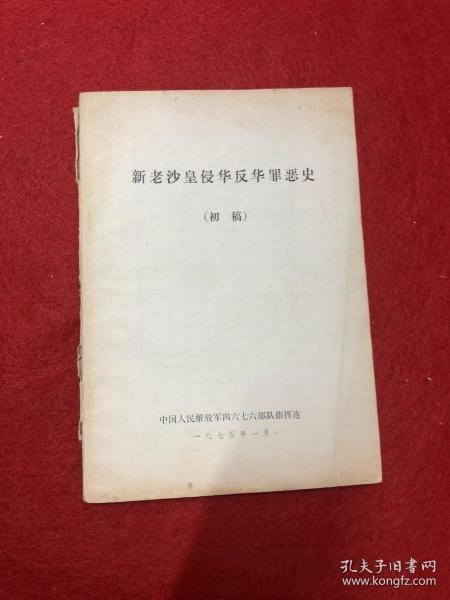 新老沙皇侵华反华罪恶史
（初 稿）
中国人民解放军四六七六部队指挥连
一九七五年一月
孔夫子旧书网
www.kongfz.com